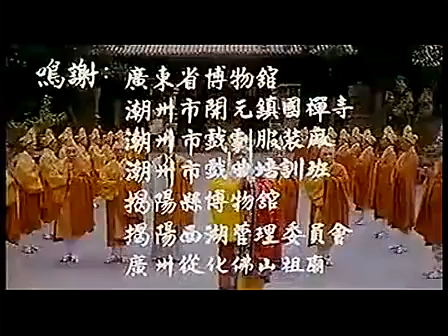 鳴謝：廣東省博物館
潮州市開元鎮國禪寺
潮州市戲劇服装廠
潮州市戲曲培訓班
揭陽縣博物館
揭陽西湖管理委員會
廣州從化佛山祖廟